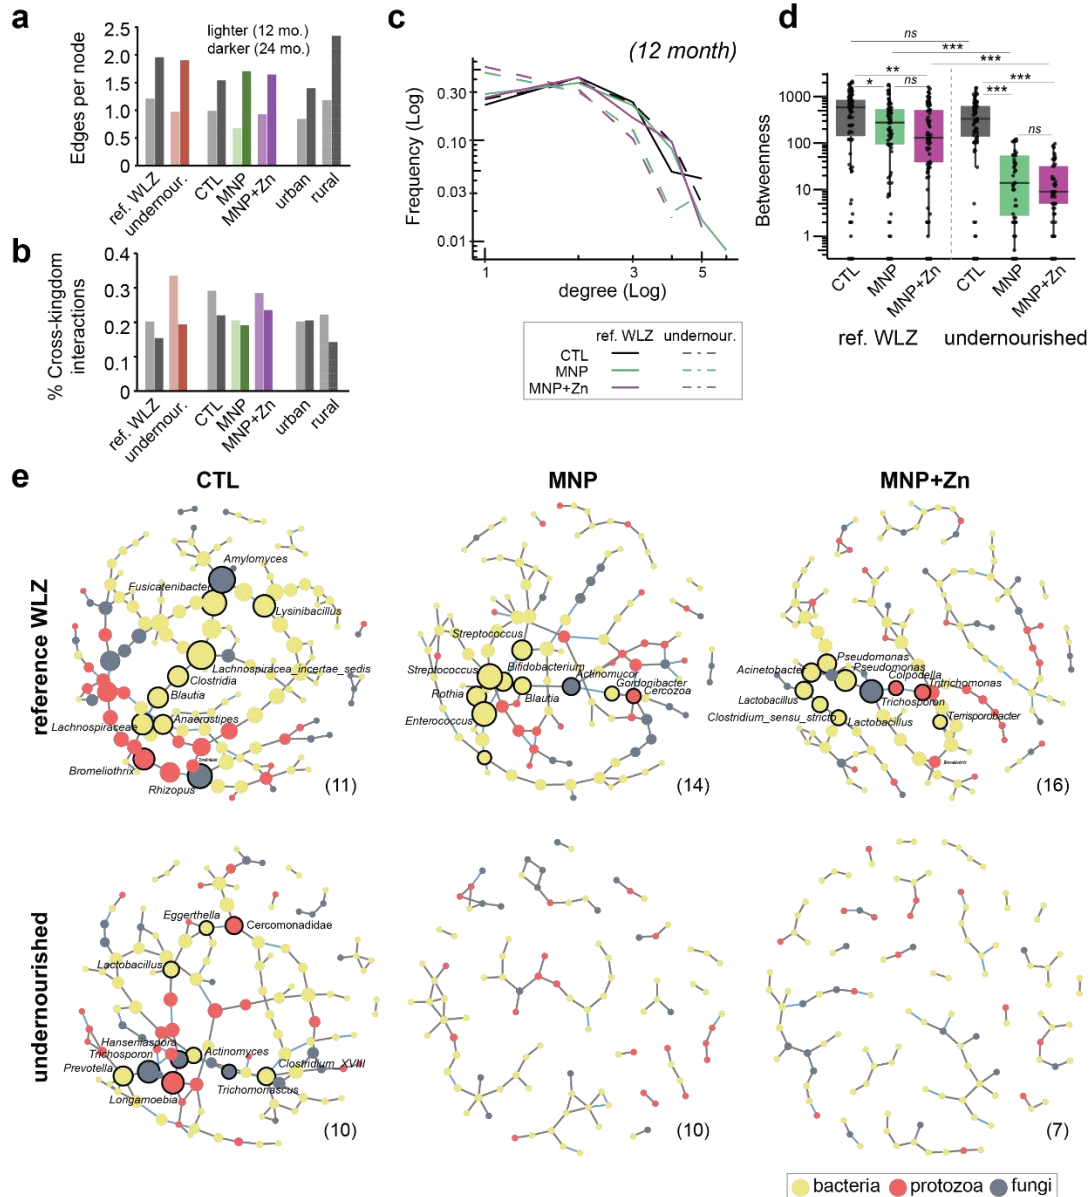 a
Edges per node
2.5
2.0
1.5
1.0
0.5
0
lighter (12 mo.)
darker (24 mo.)
ref. WLZ
undernour.
CTL
MNP
MNP+Zn
urban
rural
b
% Cross-kingdom
interactions
0.4
0.3
0.2
0.1
0
ref. WLZ
undernour.
CTL
MNP
MNP+Zn
urban
rural
c
(12 month)
Frequency (Log)
0.30
0.10
0.03
0.01
1
3
5
degree (Log)
ref. WLZ undernour.
CTL
MNP
MNP+Zn
d
Betweenness
1000
100
10
1
ns
***
***
**
***
*
ns
***
ns
CTL
MNP
MNP+Zn
CTL
MNP
MNP+Zn
ref. WLZ undernourished
e
CTL MNP MNP+Zn
reference WLZ
Amylomyces
Fusicatenibacter
Lysinibacillus
Lachnospiracea_incertae_sedis
Clostridia
Blautia
Lachnospiraceae
Anaerostipes
Bromeliothrix
Rhizopus
(11)
Streptococcus
Streptococcus
Bifidobacterium
Actinomucor
Rothia
Blautia
Gordonibacter
Cercozoa
Enterococcus
(14)
Pseudomonas
Acinetobacter
Pseudomonas
Colpodella
Tritrichomonas
Lactobacillus
Trichosporon
Clostridium_sensu_stricto
Lactobacillus
Terrisporobacter
Bromeliothrix
(16)
undernourished
Eggerthella
Cercomonadidae
Lactobacillus
Hanseniaspora
Trichosporon
Actinomyces
Prevotella
Clostridium_XVIII
Trichomonascus
Longamoebia
(10)
(10)
(7)
bacteria protozoa fungi